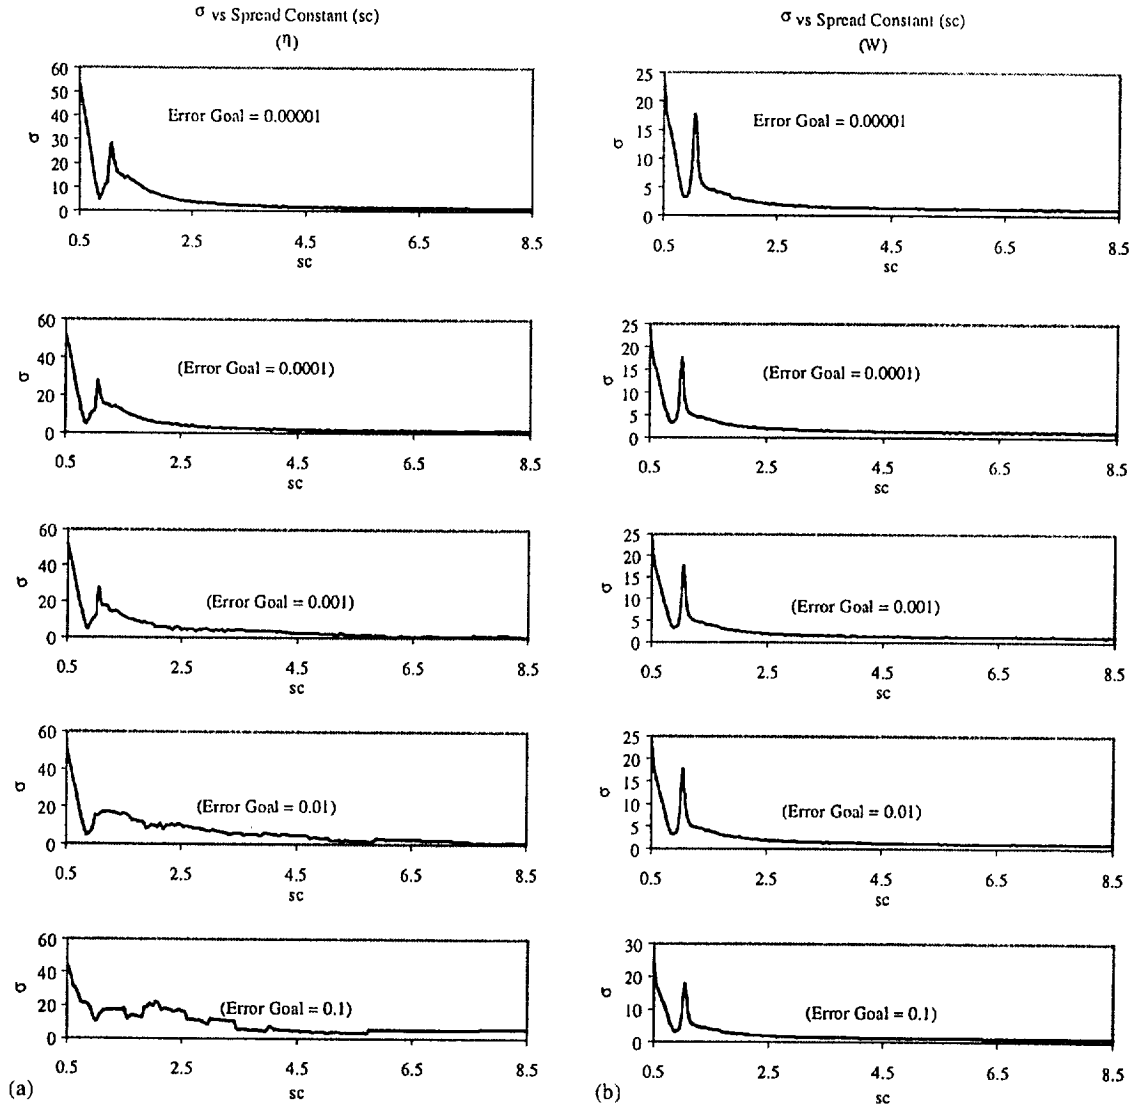 σ vs Spread Constant (sc)
(η)
60
50
40
30
20
10
0
σ
Error Goal = 0.00001
0.5 2.5 4.5 6.5 8.5
sc
60
40
20
0
σ
(Error Goal = 0.0001)
0.5 2.5 4.5 6.5 8.5
sc
60
40
20
0
σ
(Error Goal = 0.001)
0.5 2.5 4.5 6.5 8.5
sc
60
40
20
0
σ
(Error Goal = 0.01)
0.5 2.5 4.5 6.5 8.5
sc
60
40
20
0
σ
(Error Goal = 0.1)
0.5 2.5 4.5 6.5 8.5
sc
(a)
σ vs Spread Constant (sc)
(W)
25
20
15
10
5
0
σ
Error Goal = 0.00001
0.5 2.5 4.5 6.5 8.5
sc
25
20
15
10
5
0
σ
(Error Goal = 0.0001)
0.5 2.5 4.5 6.5 8.5
sc
25
20
15
10
5
0
σ
(Error Goal = 0.001)
0.5 2.5 4.5 6.5 8.5
sc
25
20
15
10
5
0
σ
(Error Goal = 0.01)
0.5 2.5 4.5 6.5 8.5
sc
30
20
10
0
σ
(Error Goal = 0.1)
0.5 2.5 4.5 6.5 8.5
sc
(b)